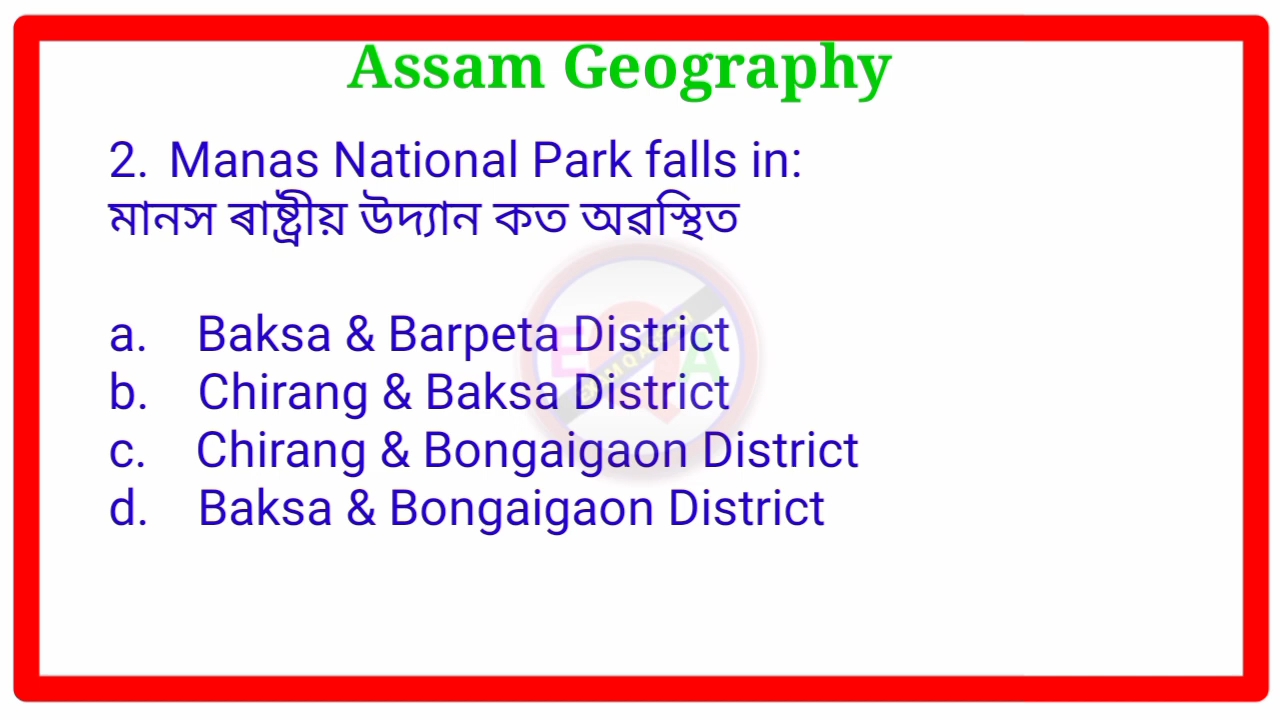 Assam Geography
2. Manas National Park falls in:
মানস ৰাষ্ট্ৰীয় উদ্যান কত অৱস্থিত
a. Baksa & Barpeta District
b. Chirang & Baksa District
c. Chirang & Bongaigaon District
d. Baksa & Bongaigaon District